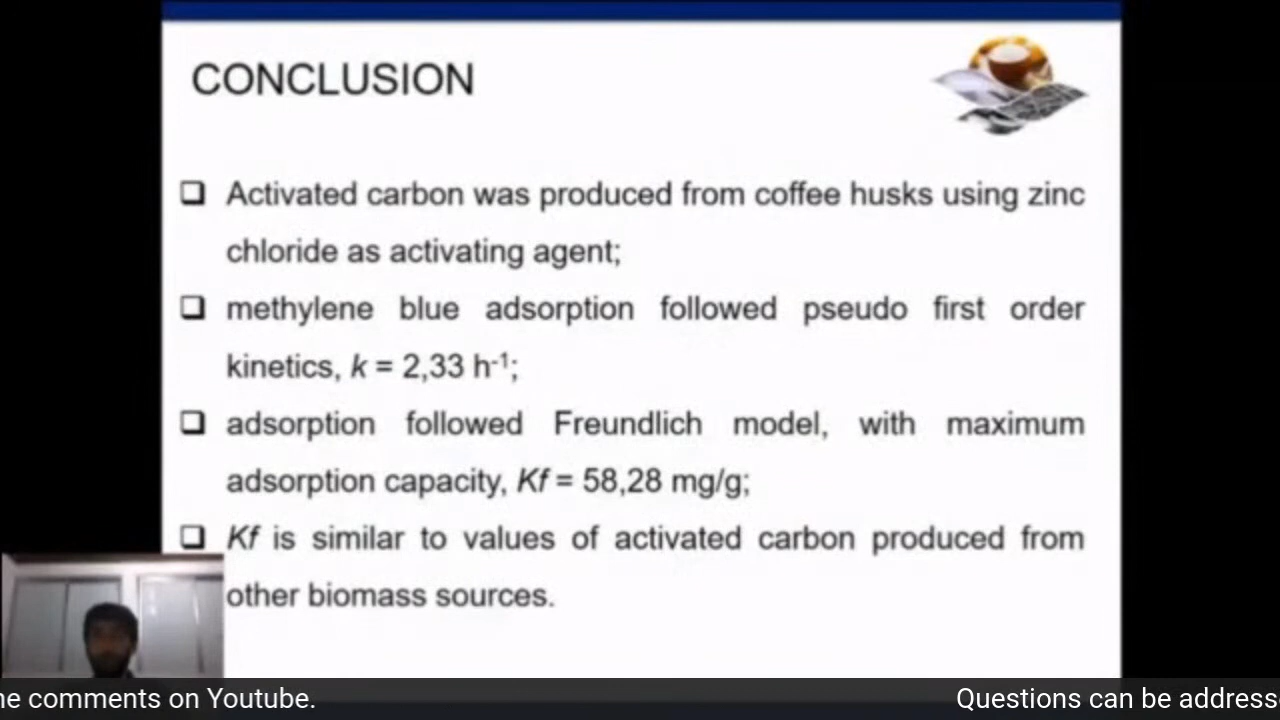 CONCLUSION
❑ Activated carbon was produced from coffee husks using zinc
chloride as activating agent;
❑ methylene blue adsorption followed pseudo first order
kinetics, k = 2,33 h⁻¹;
❑ adsorption followed Freundlich model, with maximum
adsorption capacity, Kf = 58,28 mg/g;
❑ Kf is similar to values of activated carbon produced from
other biomass sources.
he comments on Youtube. Questions can be address